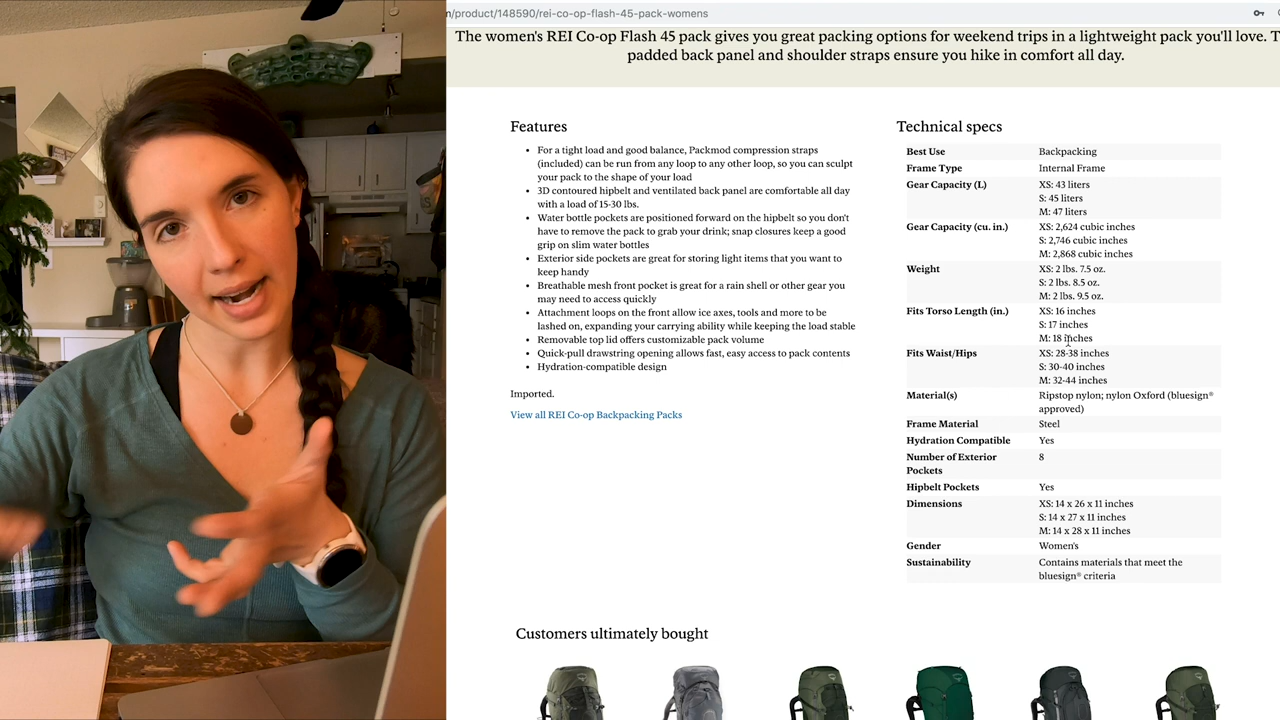 n/product/148590/rei-co-op-flash-45-pack-womens
The women's REI Co-op Flash 45 pack gives you great packing options for weekend trips in a lightweight pack you'll love. T
padded back panel and shoulder straps ensure you hike in comfort all day.
Features
For a tight load and good balance, Packmod compression straps
(included) can be run from any loop to any other loop, so you can sculpt
your pack to the shape of your load
3D contoured hipbelt and ventilated back panel are comfortable all day
with a load of 15-30 lbs.
Water bottle pockets are positioned forward on the hipbelt so you don't
have to remove the pack to grab your drink; snap closures keep a good
grip on slim water bottles
Exterior side pockets are great for storing light items that you want to
keep handy
Breathable mesh front pocket is great for a rain shell or other gear you
may need to access quickly
Attachment loops on the front allow ice axes, tools and more to be
lashed on, expanding your carrying ability while keeping the load stable
Removable top lid offers customizable pack volume
Quick-pull drawstring opening allows fast, easy access to pack contents
Hydration-compatible design
Imported.
View all REI Co-op Backpacking Packs
Technical specs
Best Use Backpacking
Frame Type Internal Frame
Gear Capacity (L) XS: 43 liters
S: 45 liters
M: 47 liters
Gear Capacity (cu. in.) XS: 2,624 cubic inches
S: 2,746 cubic inches
M: 2,868 cubic inches
Weight XS: 2 lbs. 7.5 oz.
S: 2 lbs. 8.5 oz.
M: 2 lbs. 9.5 oz.
Fits Torso Length (in.) XS: 16 inches
S: 17 inches
M: 18 inches
Fits Waist/Hips XS: 28-38 inches
S: 30-40 inches
M: 32-44 inches
Material(s) Ripstop nylon; nylon Oxford (bluesign®
approved)
Frame Material Steel
Hydration Compatible Yes
Number of Exterior 8
Pockets
Hipbelt Pockets Yes
Dimensions XS: 14 x 26 x 11 inches
S: 14 x 27 x 11 inches
M: 14 x 28 x 11 inches
Gender Women's
Sustainability Contains materials that meet the
bluesign® criteria
Customers ultimately bought